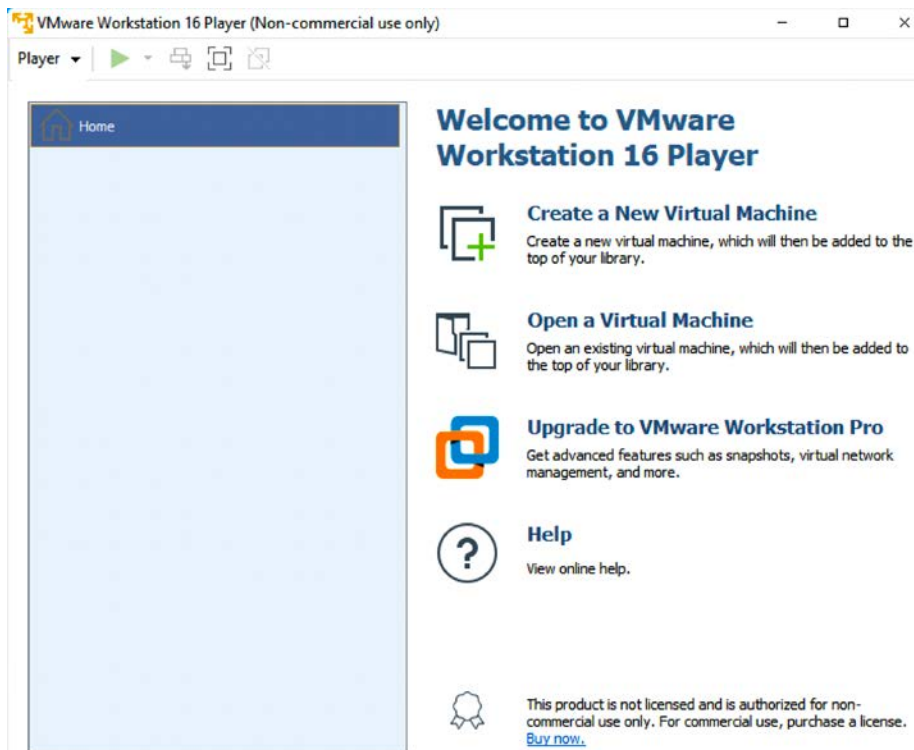 VMware Workstation 16 Player (Non-commercial use only)
Player
Home
Welcome to VMware
Workstation 16 Player
Create a New Virtual Machine
Create a new virtual machine, which will then be added to the
top of your library.
Open a Virtual Machine
Open an existing virtual machine, which will then be added to
the top of your library.
Upgrade to VMware Workstation Pro
Get advanced features such as snapshots, virtual network
management, and more.
?
Help
View online help.
This product is not licensed and is authorized for non-
commercial use only. For commercial use, purchase a license.
Buy now.